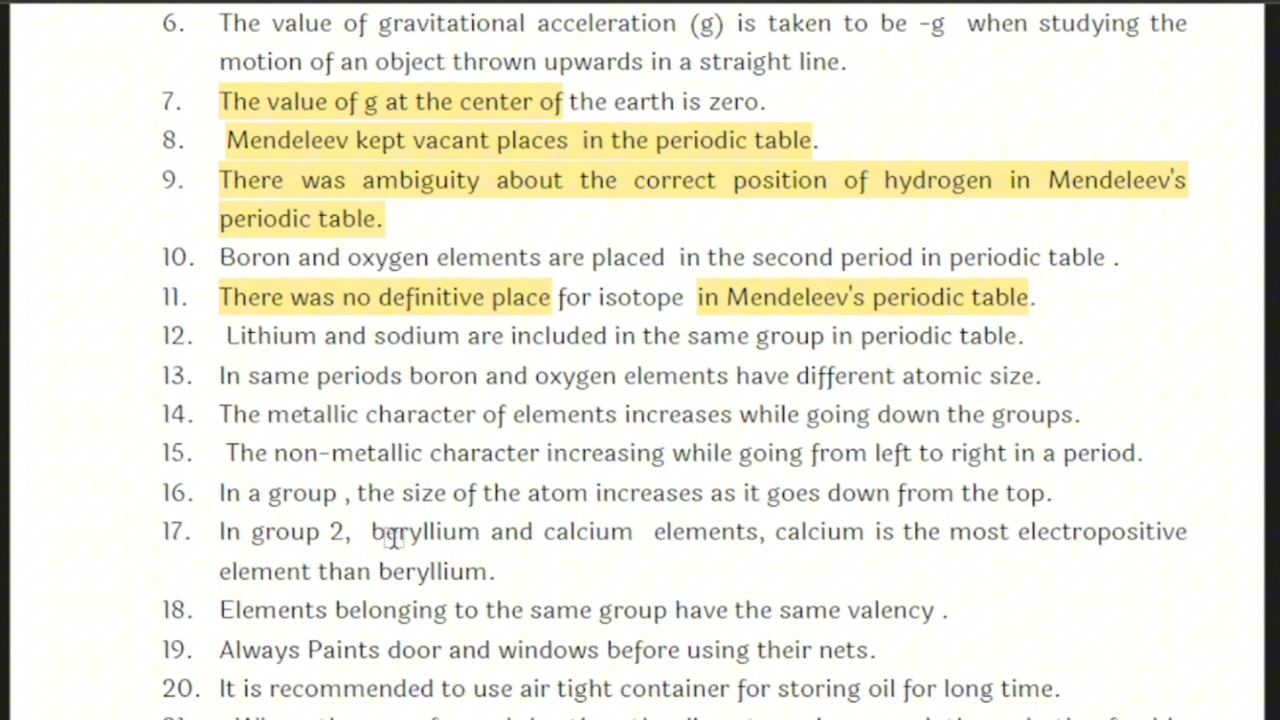 6. The value of gravitational acceleration (g) is taken to be -g when studying the
motion of an object thrown upwards in a straight line.
7. The value of g at the center of the earth is zero.
8. Mendeleev kept vacant places in the periodic table.
9. There was ambiguity about the correct position of hydrogen in Mendeleev's
periodic table.
10. Boron and oxygen elements are placed in the second period in periodic table .
11. There was no definitive place for isotope in Mendeleev's periodic table.
12. Lithium and sodium are included in the same group in periodic table.
13. In same periods boron and oxygen elements have different atomic size.
14. The metallic character of elements increases while going down the groups.
15. The non-metallic character increasing while going from left to right in a period.
16. In a group , the size of the atom increases as it goes down from the top.
17. In group 2, beryllium and calcium elements, calcium is the most electropositive
element than beryllium.
18. Elements belonging to the same group have the same valency .
19. Always Paints door and windows before using their nets.
20. It is recommended to use air tight container for storing oil for long time.